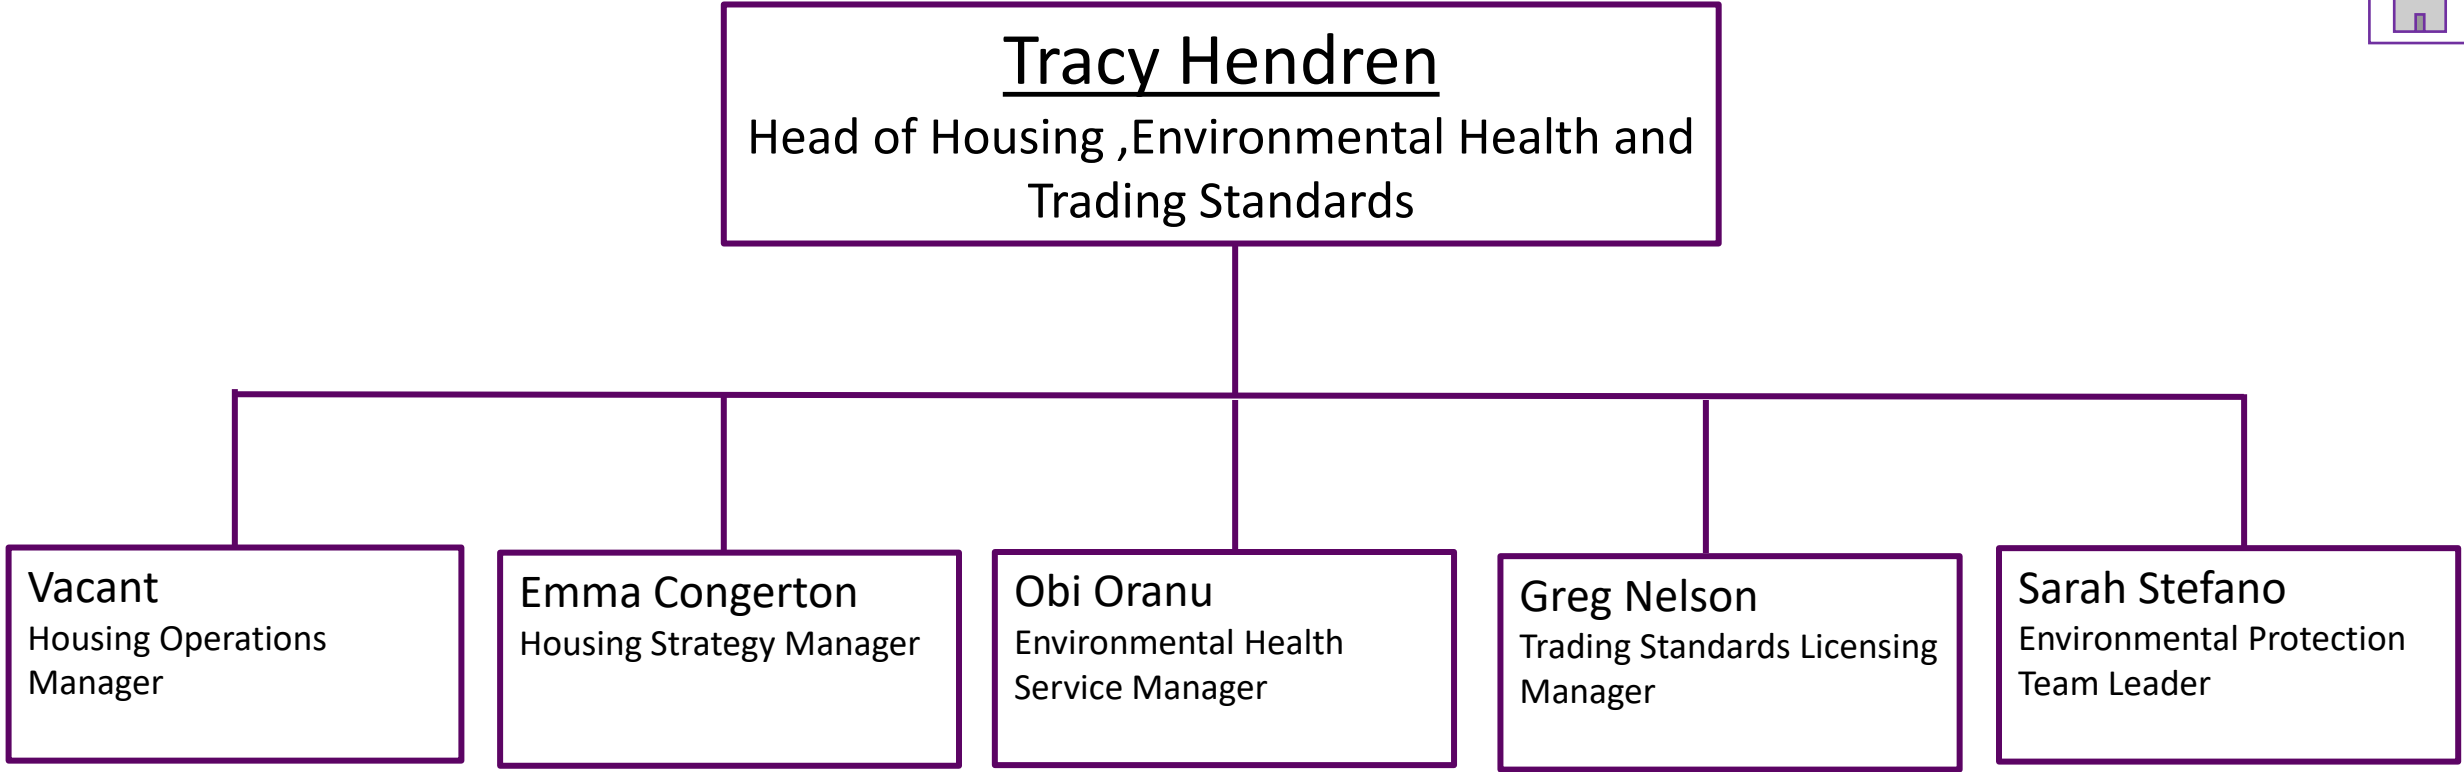 Tracy Hendren
Head of Housing ,Environmental Health and
Trading Standards
Vacant
Housing Operations
Manager
Emma Congerton
Housing Strategy Manager
Obi Oranu
Environmental Health
Service Manager
Greg Nelson
Trading Standards Licensing
Manager
Sarah Stefano
Environmental Protection
Team Leader